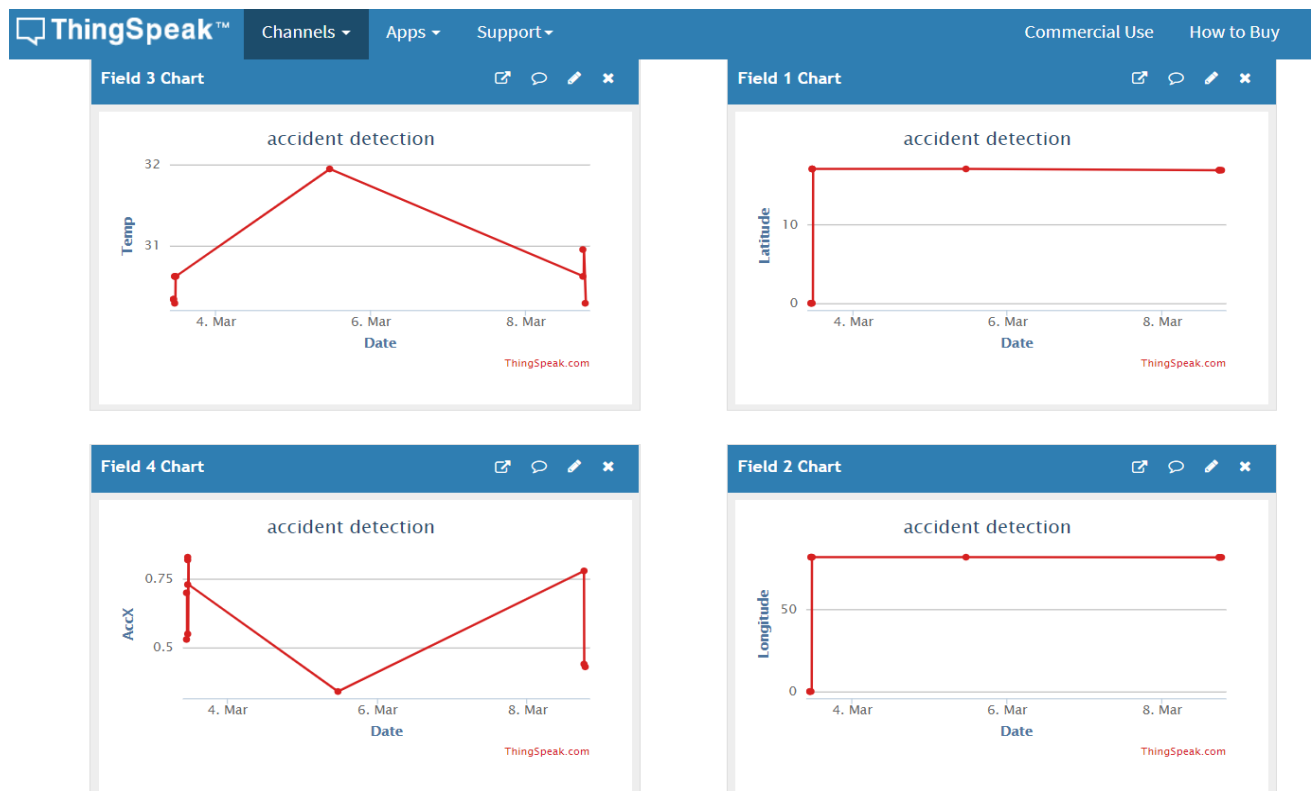 ThingSpeak™ Channels Apps Support Commercial Use How to Buy
Field 3 Chart
accident detection
32
31
Temp
4. Mar 6. Mar 8. Mar
Date
ThingSpeak.com
Field 1 Chart
accident detection
10
0
Latitude
4. Mar 6. Mar 8. Mar
Date
ThingSpeak.com
Field 4 Chart
accident detection
0.75
0.5
AccX
4. Mar 6. Mar 8. Mar
Date
ThingSpeak.com
Field 2 Chart
accident detection
50
0
Longitude
4. Mar 6. Mar 8. Mar
Date
ThingSpeak.com